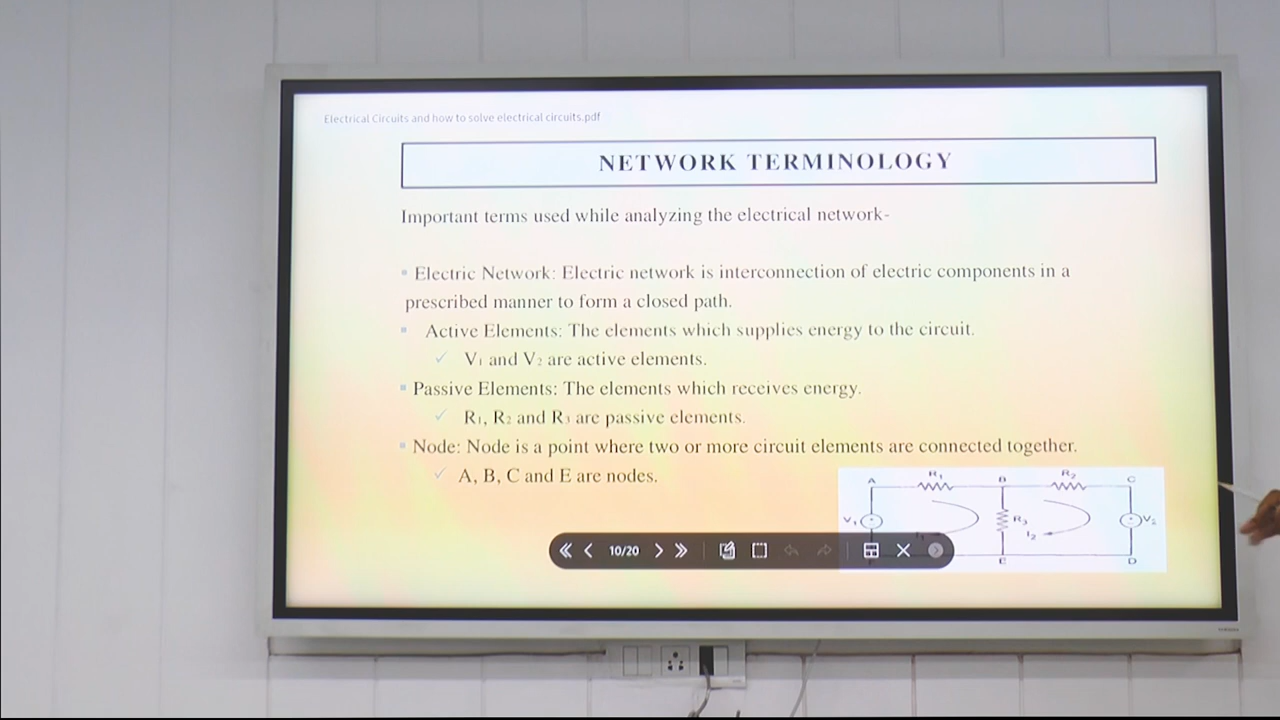 Electrical Circuits and how to solve electrical circuits.pdf
NETWORK TERMINOLOGY
Important terms used while analyzing the electrical network-
▪ Electric Network: Electric network is interconnection of electric components in a
prescribed manner to form a closed path.
▪ Active Elements: The elements which supplies energy to the circuit.
✓ V₁ and V₂ are active elements.
▪ Passive Elements: The elements which receives energy.
✓ R₁, R₂ and R₃ are passive elements.
▪ Node: Node is a point where two or more circuit elements are connected together.
✓ A, B, C and E are nodes.
A R₁ B R₂ C
V₁ R₃ I₂ V₂
E D
10/20